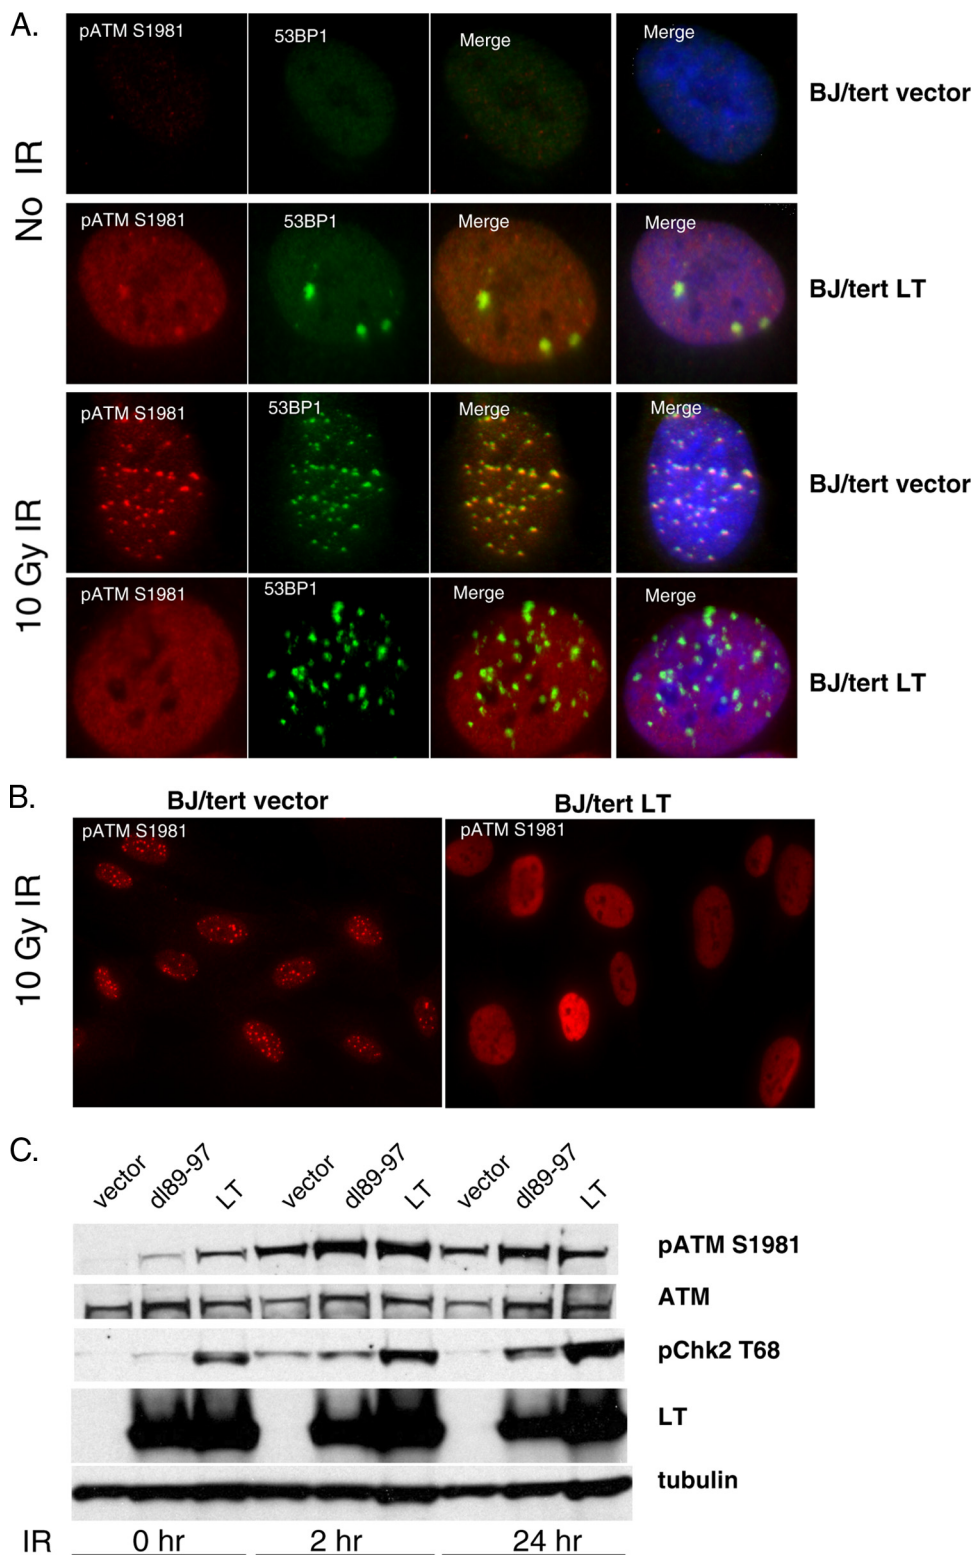 A.
No IR
pATM S1981 53BP1 Merge Merge BJ/tert vector
pATM S1981 53BP1 Merge Merge BJ/tert LT
10 Gy IR
pATM S1981 53BP1 Merge Merge BJ/tert vector
pATM S1981 53BP1 Merge Merge BJ/tert LT
B.
BJ/tert vector BJ/tert LT
10 Gy IR
pATM S1981 pATM S1981
C.
vector dl89-97 LT vector dl89-97 LT vector dl89-97 LT
pATM S1981
ATM
pChk2 T68
LT
tubulin
IR 0 hr 2 hr 24 hr